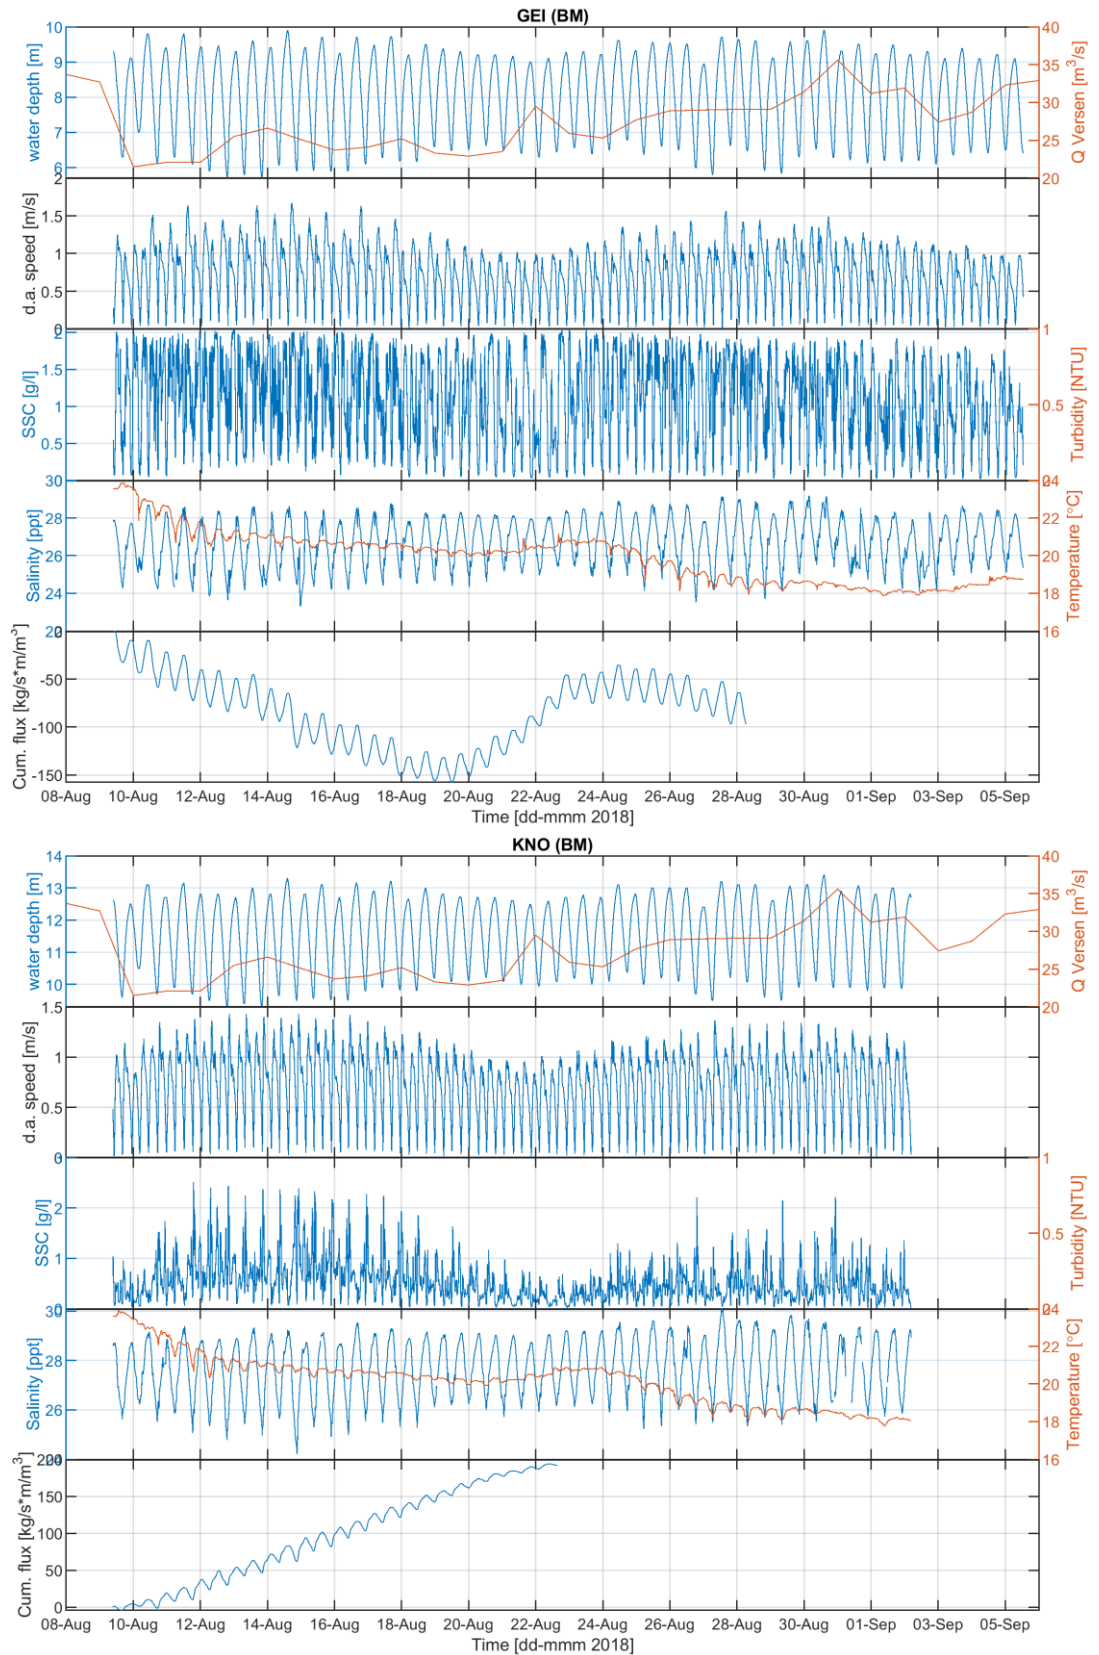 GEI (BM)
10
9
8
7
6
water depth [m]
40
35
30
25
20
Q Versen [m3/s]
2
1.5
1
0.5
0
d.a. speed [m/s]
2
1.5
1
0.5
SSC [g/l]
1
0.5
Turbidity [NTU]
30
28
26
24
Salinity [ppt]
24
22
20
18
16
Temperature [°C]
-50
-100
-150
Cum. flux [kg/s*m/m3]
08-Aug 10-Aug 12-Aug 14-Aug 16-Aug 18-Aug 20-Aug 22-Aug 24-Aug 26-Aug 28-Aug 30-Aug 01-Sep 03-Sep 05-Sep
Time [dd-mmm 2018]
KNO (BM)
14
13
12
11
10
water depth [m]
40
35
30
25
20
Q Versen [m3/s]
1.5
1
0.5
d.a. speed [m/s]
2
1
SSC [g/l]
1
0.5
Turbidity [NTU]
30
28
26
Salinity [ppt]
24
22
20
18
16
Temperature [°C]
200
150
100
50
0
Cum. flux [kg/s*m/m3]
08-Aug 10-Aug 12-Aug 14-Aug 16-Aug 18-Aug 20-Aug 22-Aug 24-Aug 26-Aug 28-Aug 30-Aug 01-Sep 03-Sep 05-Sep
Time [dd-mmm 2018]